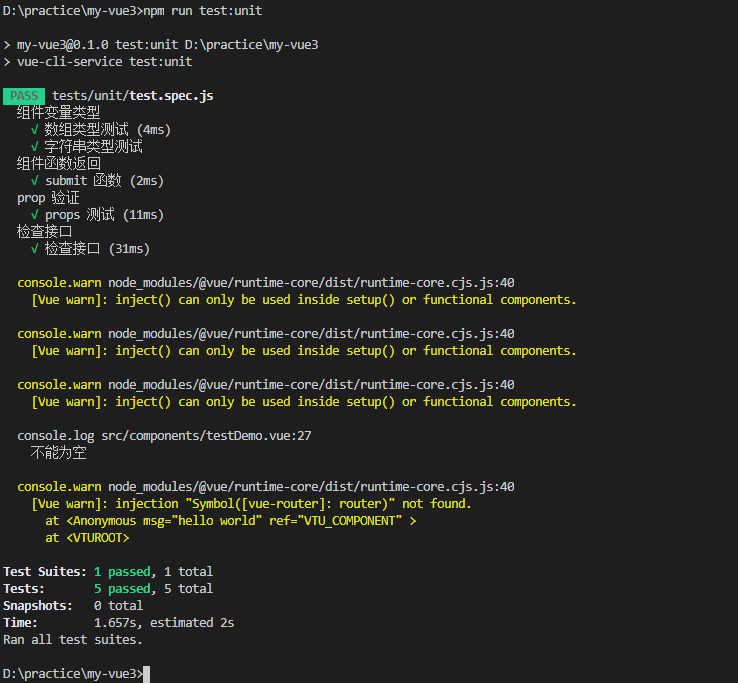 D:\practice\my-vue3>npm run test:unit
> my-vue3@0.1.0 test:unit D:\practice\my-vue3
> vue-cli-service test:unit
PASS tests/unit/test.spec.js
组件变量类型
√ 数组类型测试 (4ms)
√ 字符串类型测试
组件函数返回
√ submit 函数 (2ms)
prop 验证
√ props 测试 (11ms)
检查接口
√ 检查接口 (31ms)
console.warn node_modules/@vue/runtime-core/dist/runtime-core.cjs.js:40
[Vue warn]: inject() can only be used inside setup() or functional components.
console.warn node_modules/@vue/runtime-core/dist/runtime-core.cjs.js:40
[Vue warn]: inject() can only be used inside setup() or functional components.
console.warn node_modules/@vue/runtime-core/dist/runtime-core.cjs.js:40
[Vue warn]: inject() can only be used inside setup() or functional components.
console.log src/components/testDemo.vue:27
不能为空
console.warn node_modules/@vue/runtime-core/dist/runtime-core.cjs.js:40
[Vue warn]: injection "Symbol([vue-router]: router)" not found.
at <Anonymous msg="hello world" ref="VTU_COMPONENT" >
at <VTUROOT>
Test Suites: 1 passed, 1 total
Tests: 5 passed, 5 total
Snapshots: 0 total
Time: 1.657s, estimated 2s
Ran all test suites.
D:\practice\my-vue3>